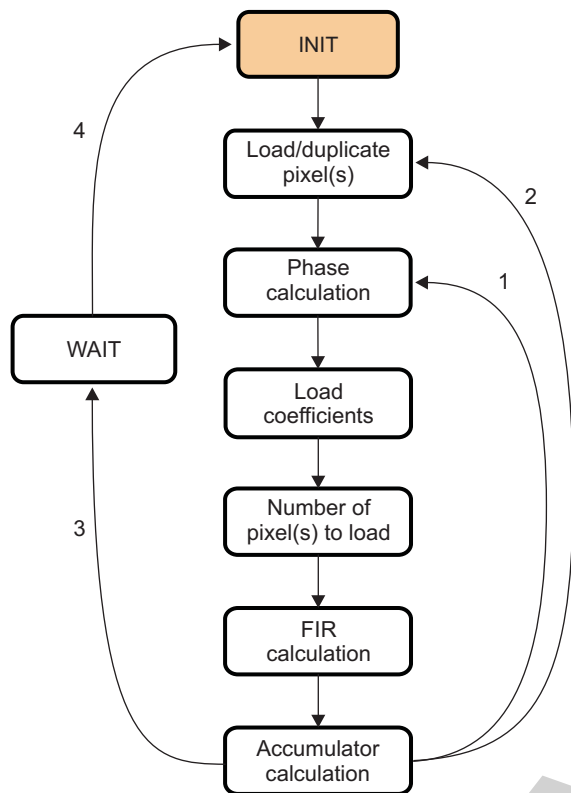 INIT
4
Load/duplicate
pixel(s)
2
Phase
calculation
1
WAIT
Load
coefficients
Number of
pixel(s) to load
3
FIR
calculation
Accumulator
calculation